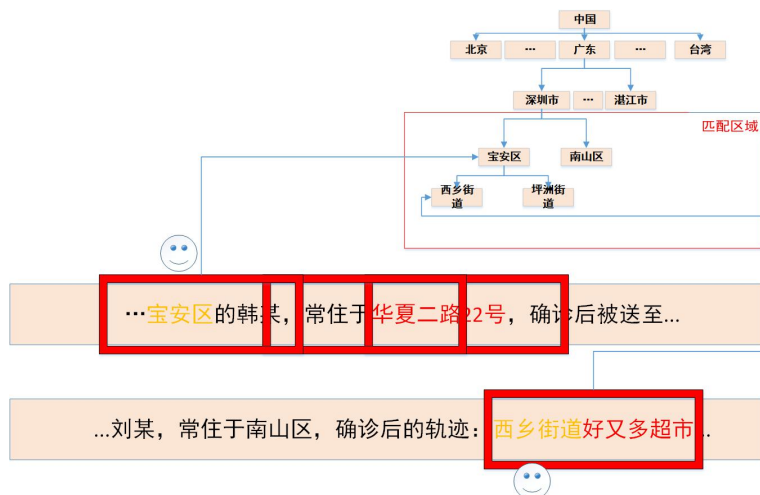 中国
北京 ... 广东 ... 台湾
深圳市 ... 湛江市
匹配区域
宝安区 南山区
西乡街道 坪洲街道
...宝安区的韩某，常住于华夏二路22号，确诊后被送至...
...刘某，常住于南山区，确诊后的轨迹：西乡街道好又多超市...